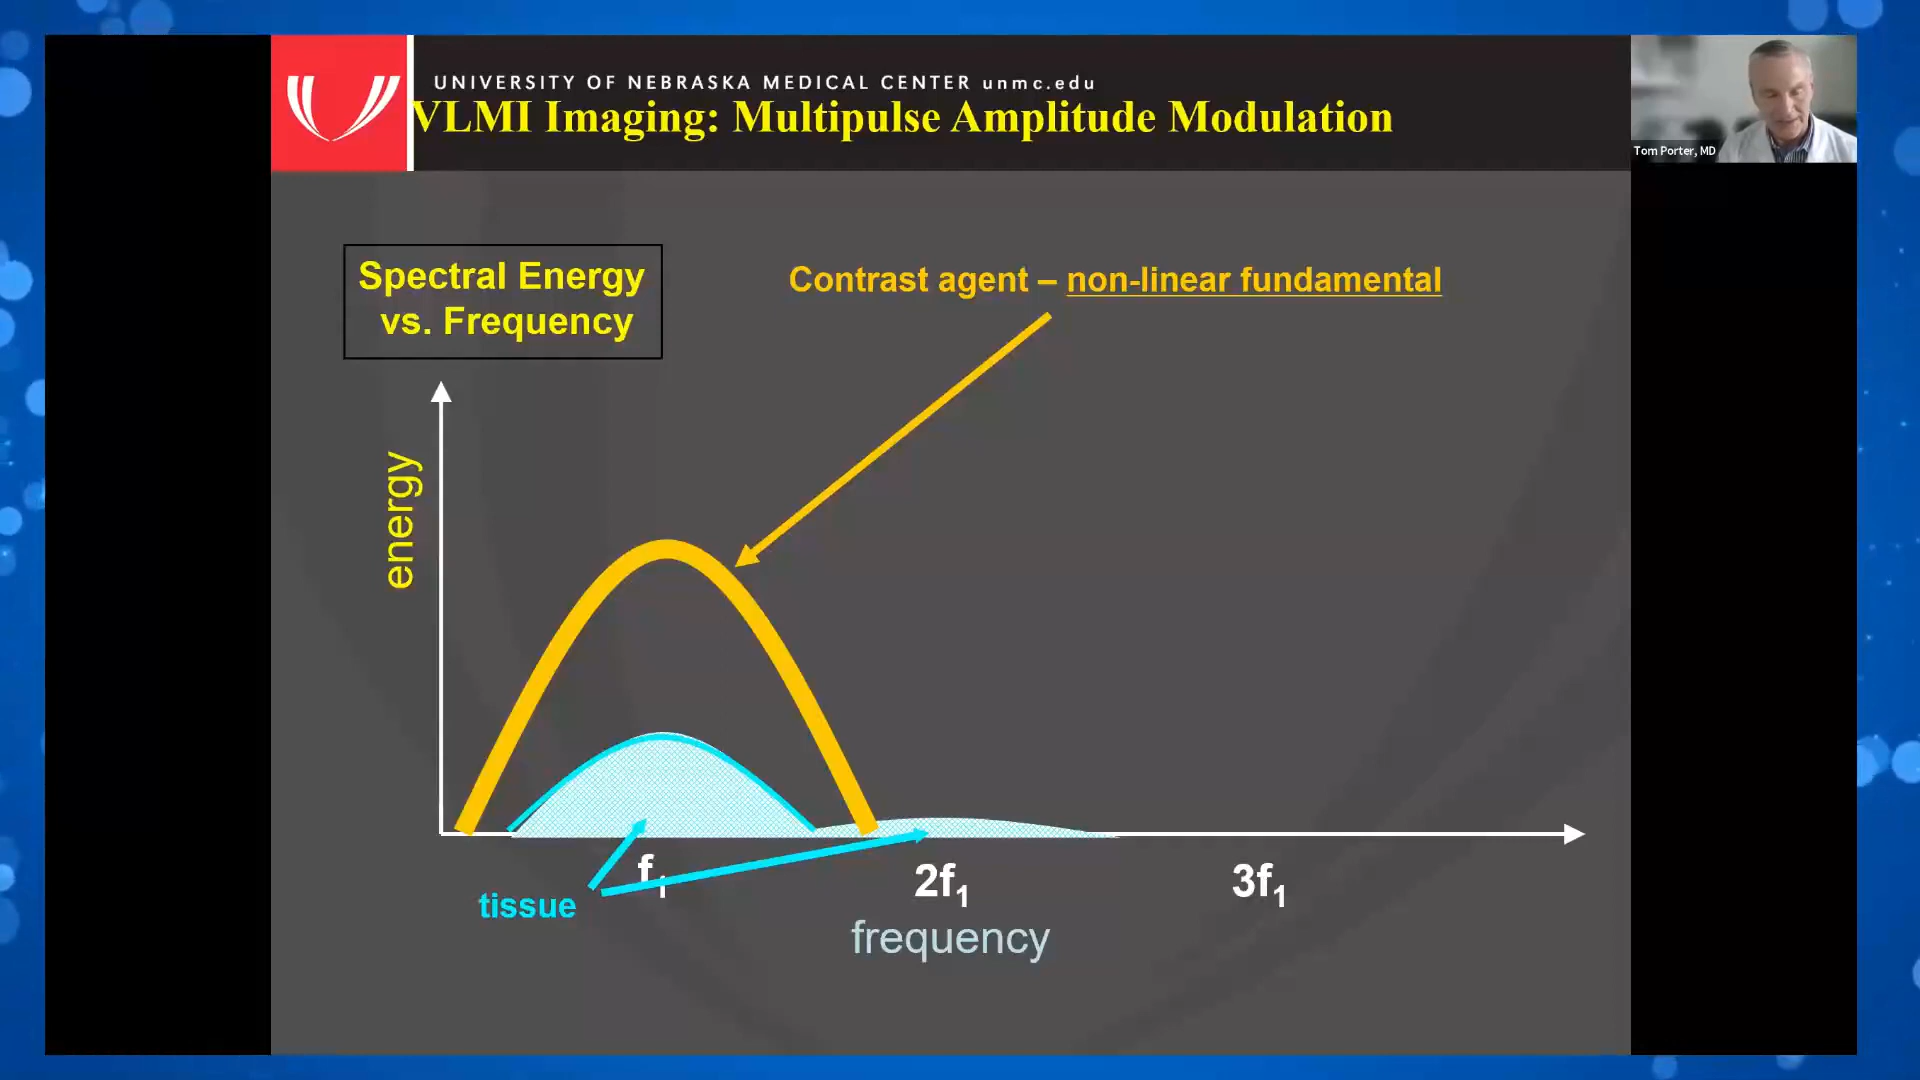 UNIVERSITY OF NEBRASKA MEDICAL CENTER unmc.edu
VLMI Imaging: Multipulse Amplitude Modulation
Tom Porter, MD
Spectral Energy
vs. Frequency
Contrast agent – non-linear fundamental
energy
f1
2f1
3f1
tissue
frequency